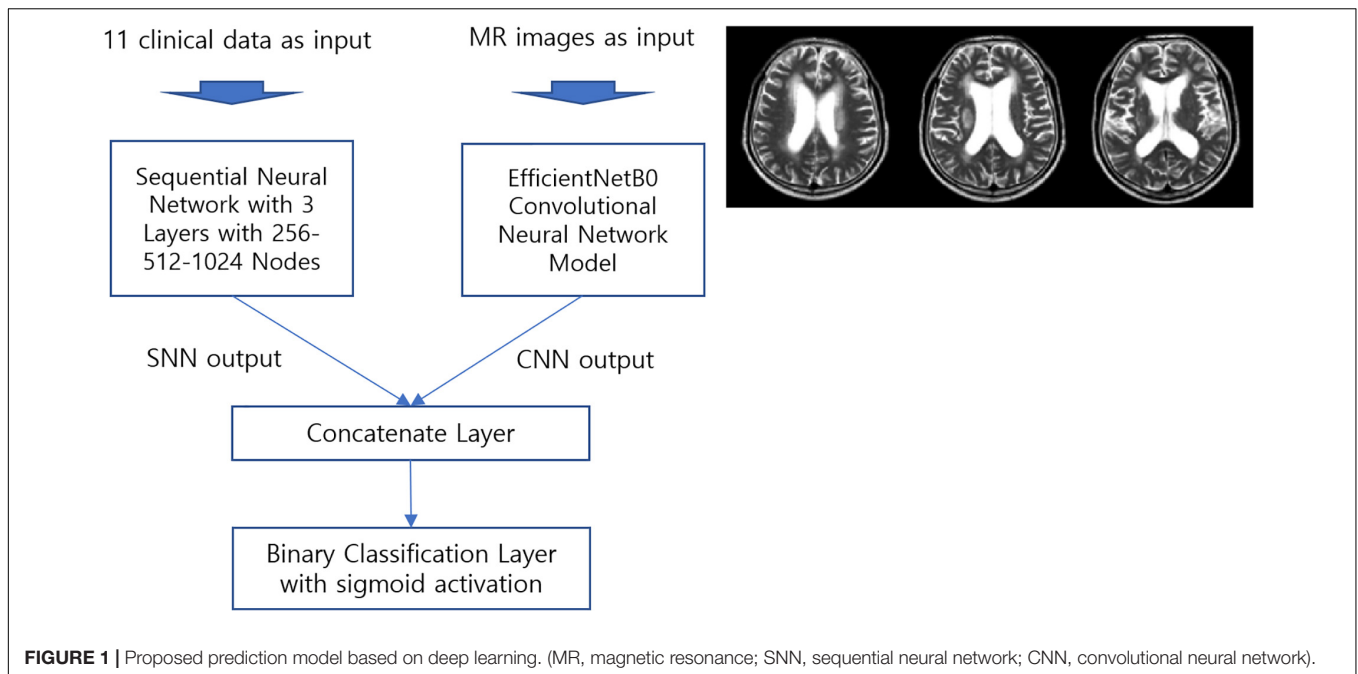 11 clinical data as input
MR images as input
Sequential Neural
Network with 3
Layers with 256-
512-1024 Nodes
EfficientNetB0
Convolutional
Neural Network
Model
SNN output
CNN output
Concatenate Layer
Binary Classification Layer
with sigmoid activation
FIGURE 1 | Proposed prediction model based on deep learning. (MR, magnetic resonance; SNN, sequential neural network; CNN, convolutional neural network).